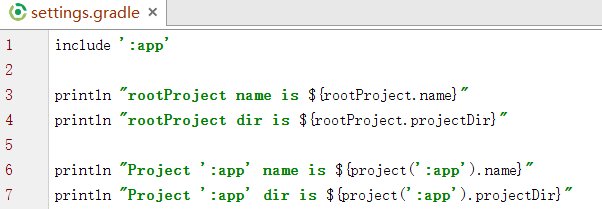 settings.gradle ×
1 include ':app'
2
3 println "rootProject name is ${rootProject.name}"
4 println "rootProject dir is ${rootProject.projectDir}"
5
6 println "Project ':app' name is ${project(':app').name}"
7 println "Project ':app' dir is ${project(':app').projectDir}"